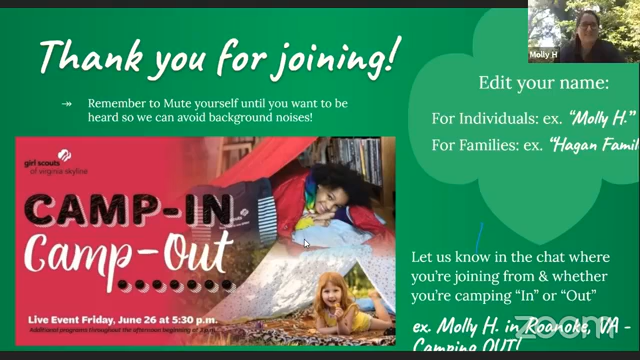 Thank you for joining!
Remember to Mute yourself until you want to be
heard so we can avoid background noises!
girl scouts
of virginia skyline
CAMP-IN
Camp-Out
Live Event Friday, June 26 at 5:30 p.m.
Additional programs throughout the afternoon beginning at
Molly H
Edit your name:
For Individuals: ex. "Molly H."
For Families: ex. "Hagan Famil
Let us know in the chat where
you're joining from & whether
you're camping "In" or "Out"
ex. Molly H. in Roanoke, VA -
Camping OUT!
zoom